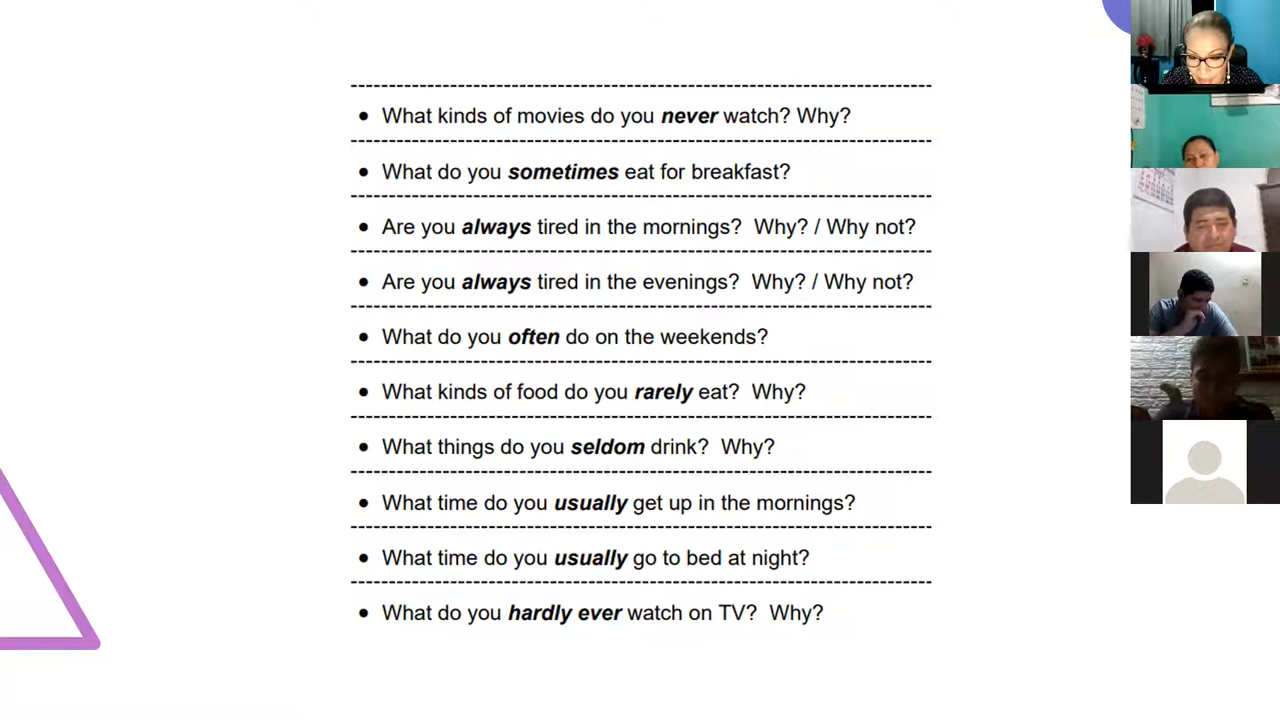 • What kinds of movies do you never watch? Why?
• What do you sometimes eat for breakfast?
• Are you always tired in the mornings? Why? / Why not?
• Are you always tired in the evenings? Why? / Why not?
• What do you often do on the weekends?
• What kinds of food do you rarely eat? Why?
• What things do you seldom drink? Why?
• What time do you usually get up in the mornings?
• What time do you usually go to bed at night?
• What do you hardly ever watch on TV? Why?